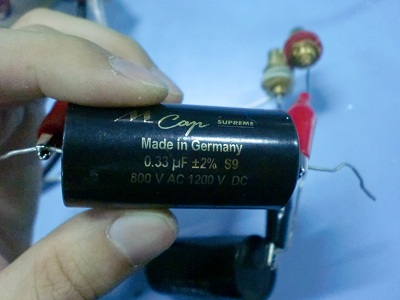 M Cap SUPREME
Made in Germany
0.33 µF ±2% S9
800 V AC 1200 V DC